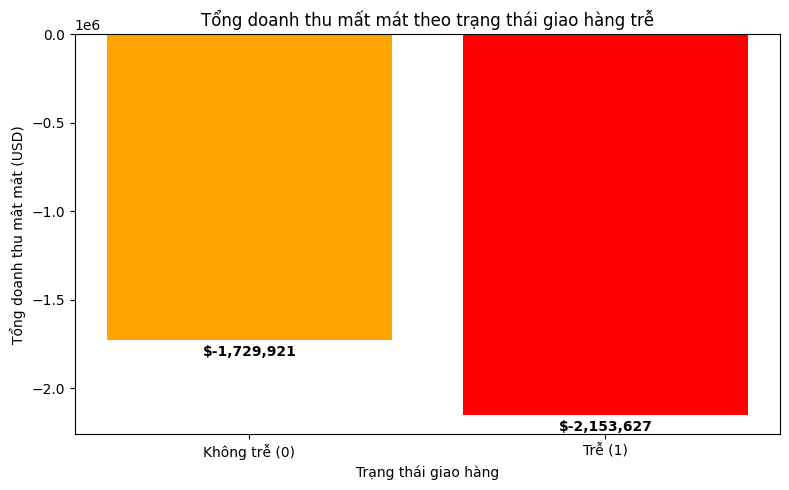 Tổng doanh thu mất mát theo trạng thái giao hàng trễ
1e6
0.0
−0.5
−1.0
−1.5
−2.0
Tổng doanh thu mất mát (USD)
$-1,729,921
$-2,153,627
Không trễ (0)
Trễ (1)
Trạng thái giao hàng